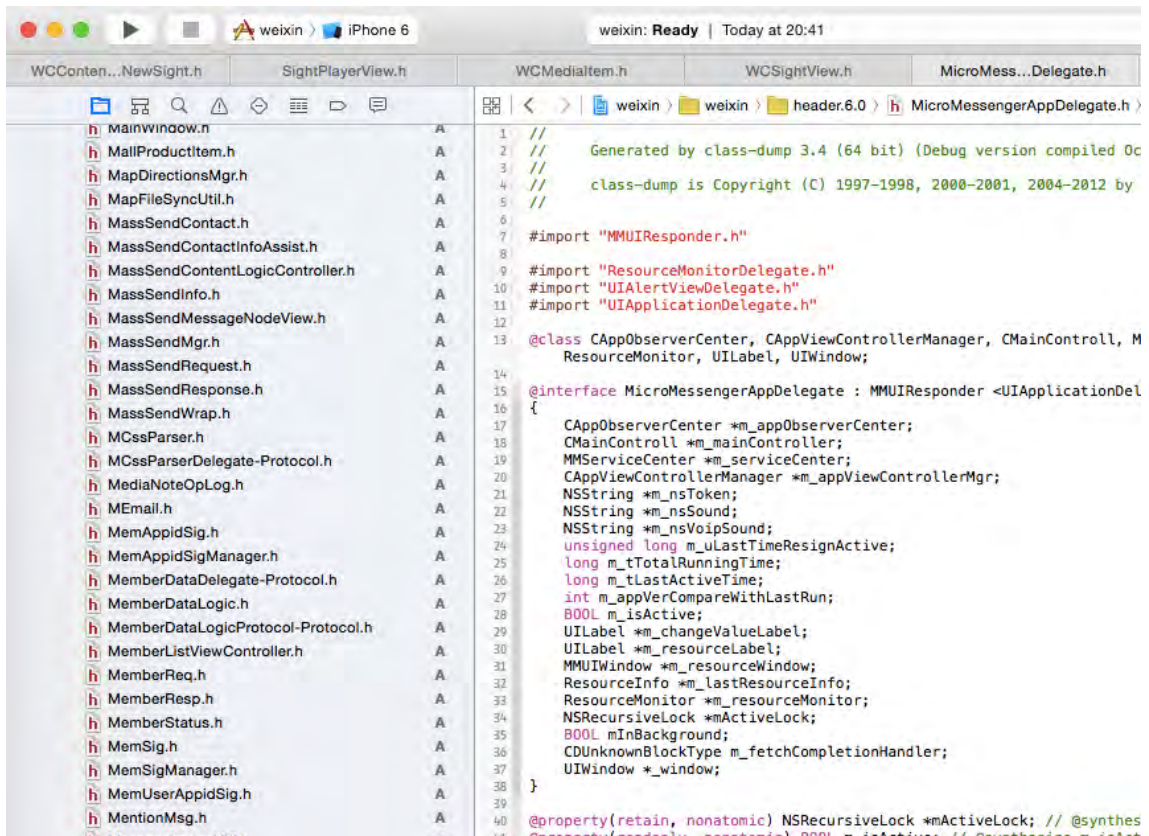 weixin 〉 iPhone 6
weixin: Ready | Today at 20:41
WCConten...NewSight.h
SightPlayerView.h
WCMediaItem.h
WCSightView.h
MicroMess...Delegate.h
weixin 〉 weixin 〉 header.6.0 〉 h MicroMessengerAppDelegate.h 〉
h MainWindow.h A
h MallProductItem.h A
h MapDirectionsMgr.h A
h MapFileSyncUtil.h A
h MassSendContact.h A
h MassSendContactInfoAssist.h A
h MassSendContentLogicController.h A
h MassSendInfo.h A
h MassSendMessageNodeView.h A
h MassSendMgr.h A
h MassSendRequest.h A
h MassSendResponse.h A
h MassSendWrap.h A
h MCssParser.h A
h MCssParserDelegate-Protocol.h A
h MediaNoteOpLog.h A
h MEmail.h A
h MemAppidSig.h A
h MemAppidSigManager.h A
h MemberDataDelegate-Protocol.h A
h MemberDataLogic.h A
h MemberDataLogicProtocol-Protocol.h A
h MemberListViewController.h A
h MemberReq.h A
h MemberResp.h A
h MemberStatus.h A
h MemSig.h A
h MemSigManager.h A
h MemUserAppidSig.h A
h MentionMsg.h A
1 //
2 // Generated by class-dump 3.4 (64 bit) (Debug version compiled Oc
3 //
4 // class-dump is Copyright (C) 1997-1998, 2000-2001, 2004-2012 by
5 //
6
7 #import "MMUIResponder.h"
8
9 #import "ResourceMonitorDelegate.h"
10 #import "UIAlertViewDelegate.h"
11 #import "UIApplicationDelegate.h"
12
13 @class CAppObserverCenter, CAppViewControllerManager, CMainControll, M
ResourceMonitor, UILabel, UIWindow;
14
15 @interface MicroMessengerAppDelegate : MMUIResponder <UIApplicationDel
16 {
17 CAppObserverCenter *m_appObserverCenter;
18 CMainControll *m_mainController;
19 MMServiceCenter *m_serviceCenter;
20 CAppViewControllerManager *m_appViewControllerMgr;
21 NSString *m_nsToken;
22 NSString *m_nsSound;
23 NSString *m_nsVoipSound;
24 unsigned long m_uLastTimeResignActive;
25 long m_tTotalRunningTime;
26 long m_tLastActiveTime;
27 int m_appVerCompareWithLastRun;
28 BOOL m_isActive;
29 UILabel *m_changeValueLabel;
30 UILabel *m_resourceLabel;
31 MMUIWindow *m_resourceWindow;
32 ResourceInfo *m_lastResourceInfo;
33 ResourceMonitor *m_resourceMonitor;
34 NSRecursiveLock *mActiveLock;
35 BOOL mInBackground;
36 CDUnknownBlockType m_fetchCompletionHandler;
37 UIWindow *_window;
38 }
39
40 @property(retain, nonatomic) NSRecursiveLock *mActiveLock; // @synthes